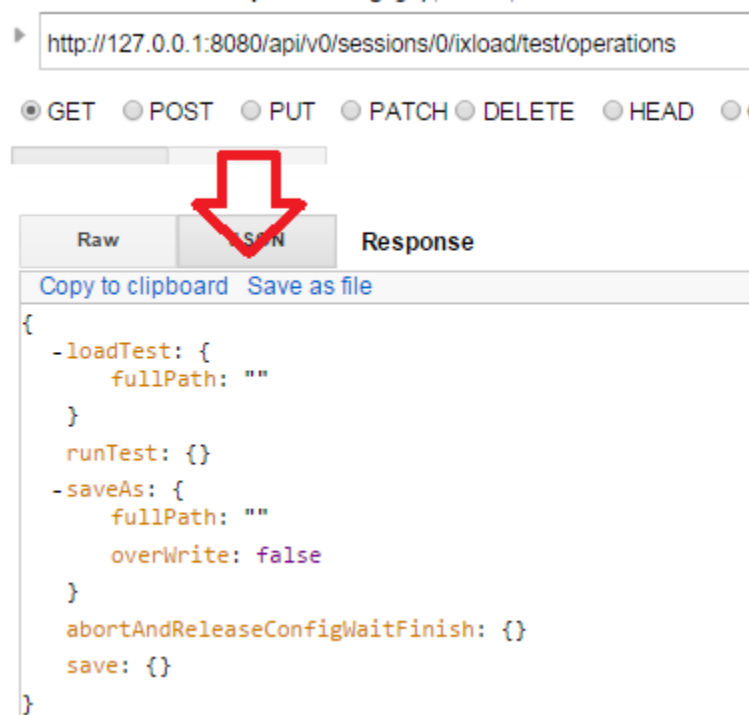 http://127.0.0.1:8080/api/v0/sessions/0/ixload/test/operations
GET POST PUT PATCH DELETE HEAD
Raw JSON Response
Copy to clipboard Save as file
{
-loadTest: {
fullPath: ""
}
runTest: {}
-saveAs: {
fullPath: ""
overWrite: false
}
abortAndReleaseConfigWaitFinish: {}
save: {}
}